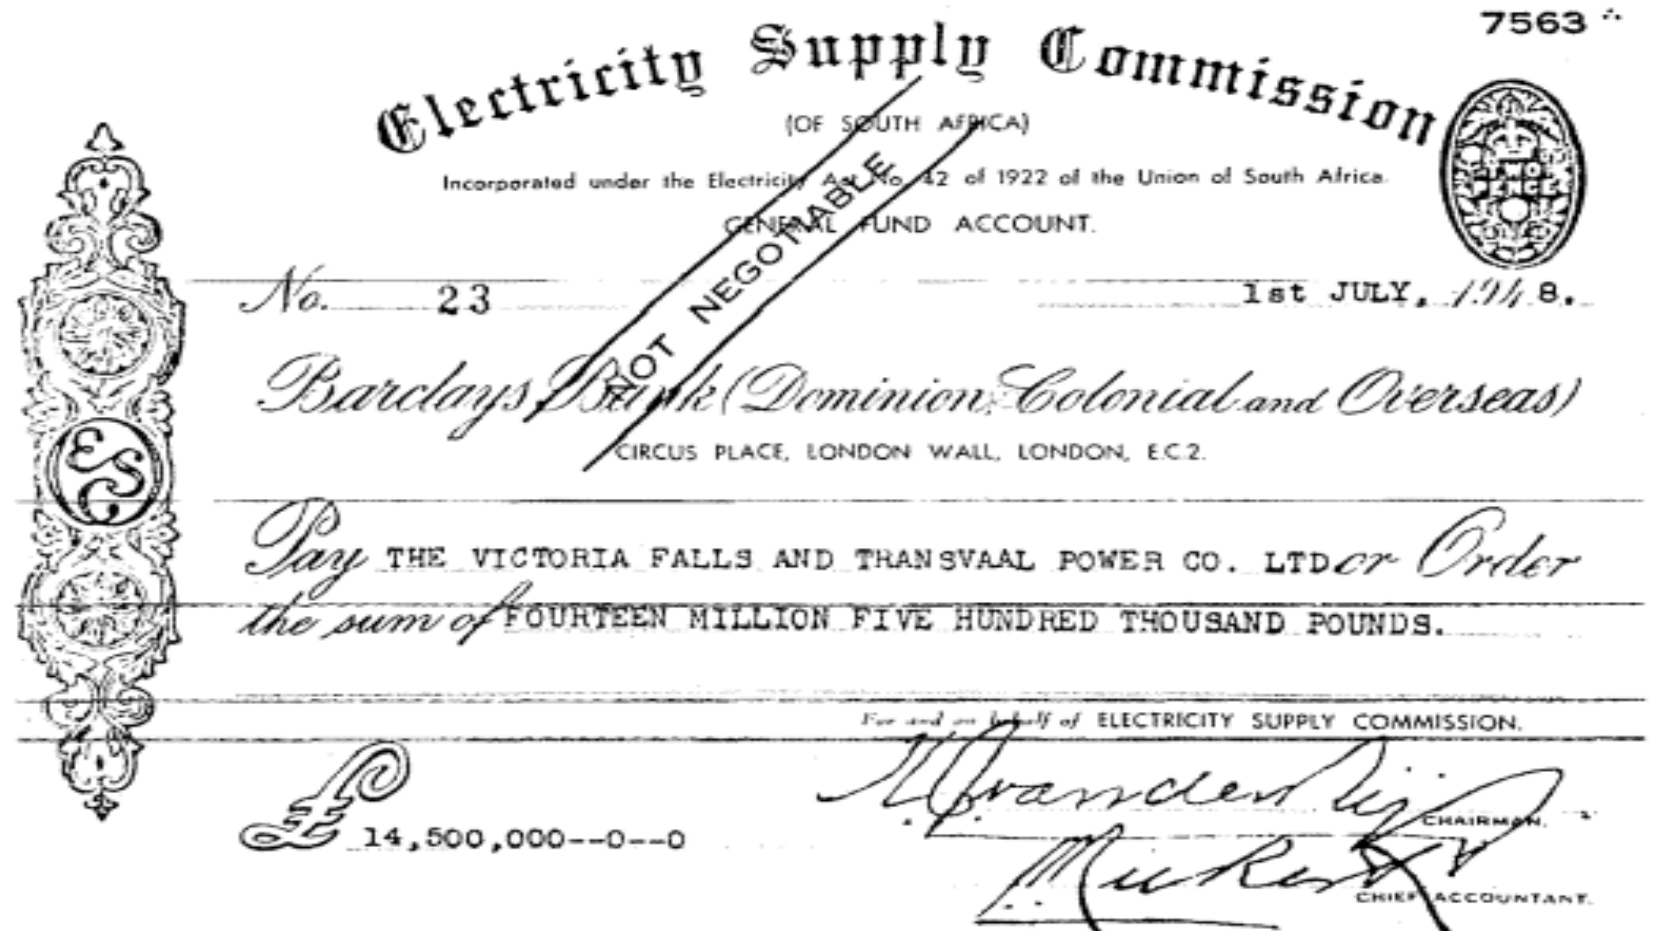 7563
Electricity Supply Commission
(OF SOUTH AFRICA)
Incorporated under the Electricity Act No. 42 of 1922 of the Union of South Africa.
GENERAL FUND ACCOUNT.
NOT NEGOTIABLE
No. 23
1st JULY, 1948.
Barclays Bank (Dominion, Colonial and Overseas)
CIRCUS PLACE, LONDON WALL, LONDON, E.C.2.
ESC
Pay THE VICTORIA FALLS AND TRANSVAAL POWER CO. LTD or Order
the sum of FOURTEEN MILLION FIVE HUNDRED THOUSAND POUNDS.
For and on behalf of ELECTRICITY SUPPLY COMMISSION.
£ 14,500,000--0--0
CHAIRMAN.
CHIEF ACCOUNTANT.